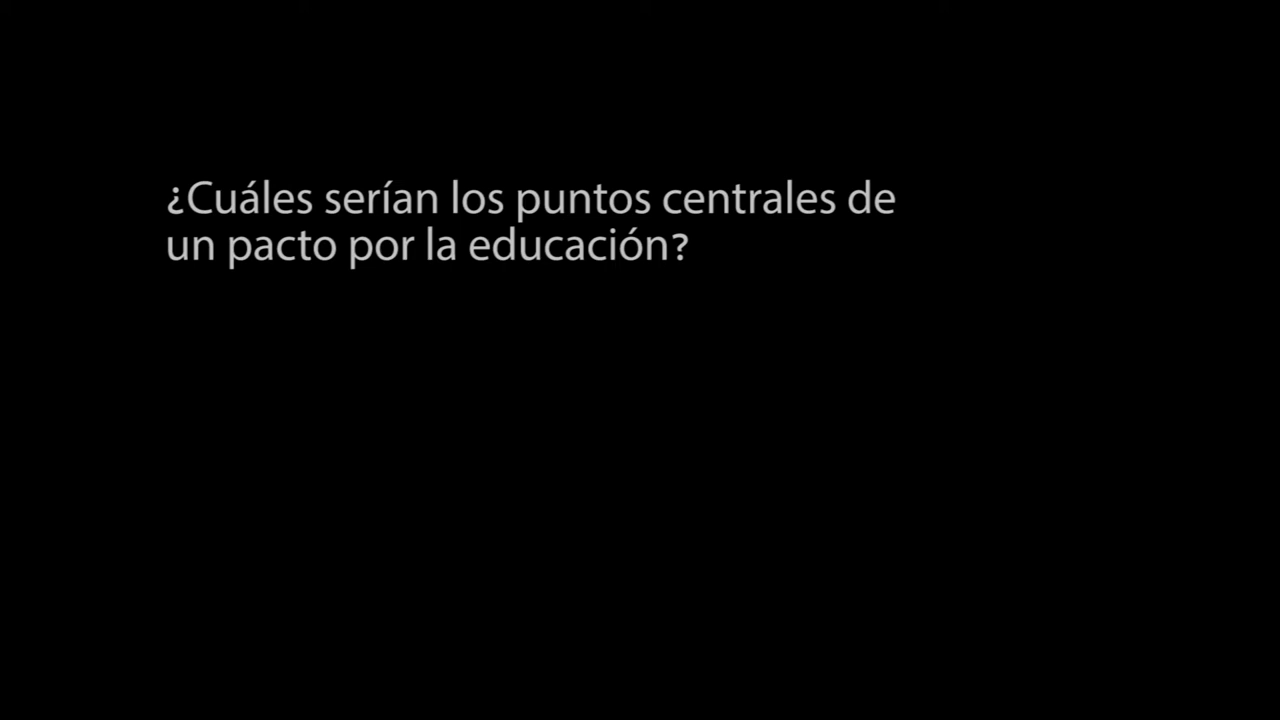 ¿Cuáles serían los puntos centrales de
un pacto por la educación?